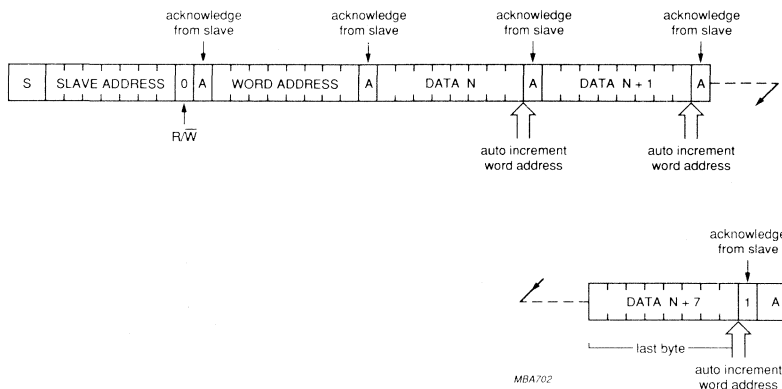 acknowledge acknowledge acknowledge acknowledge
from slave from slave from slave from slave
S SLAVE ADDRESS 0 A WORD ADDRESS A DATA N A DATA N + 1 A
R/W̅
auto increment auto increment
word address word address
acknowledge
from slave
DATA N + 7 1 A
last byte
auto increment
word address
MBA702